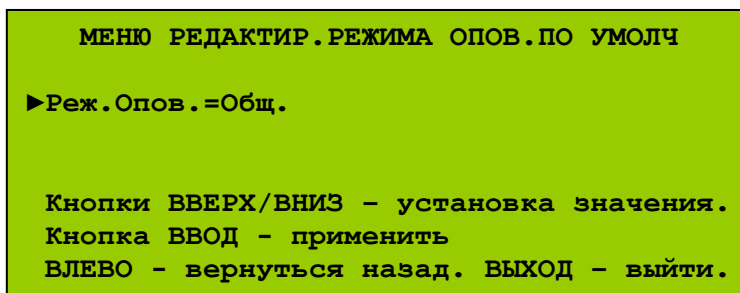 МЕНЮ РЕДАКТИР.РЕЖИМА ОПОВ.ПО УМОЛЧ
►Реж.Опов.=Общ.
Кнопки ВВЕРХ/ВНИЗ – установка значения.
Кнопка ВВОД - применить
ВЛЕВО - вернуться назад. ВЫХОД – выйти.